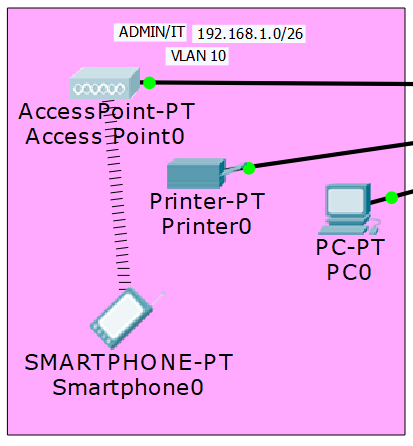 ADMIN/IT 192.168.1.0/26
VLAN 10
AccessPoint-PT
Access Point0
Printer-PT
Printer0
PC-PT
PC0
SMARTPHONE-PT
Smartphone0